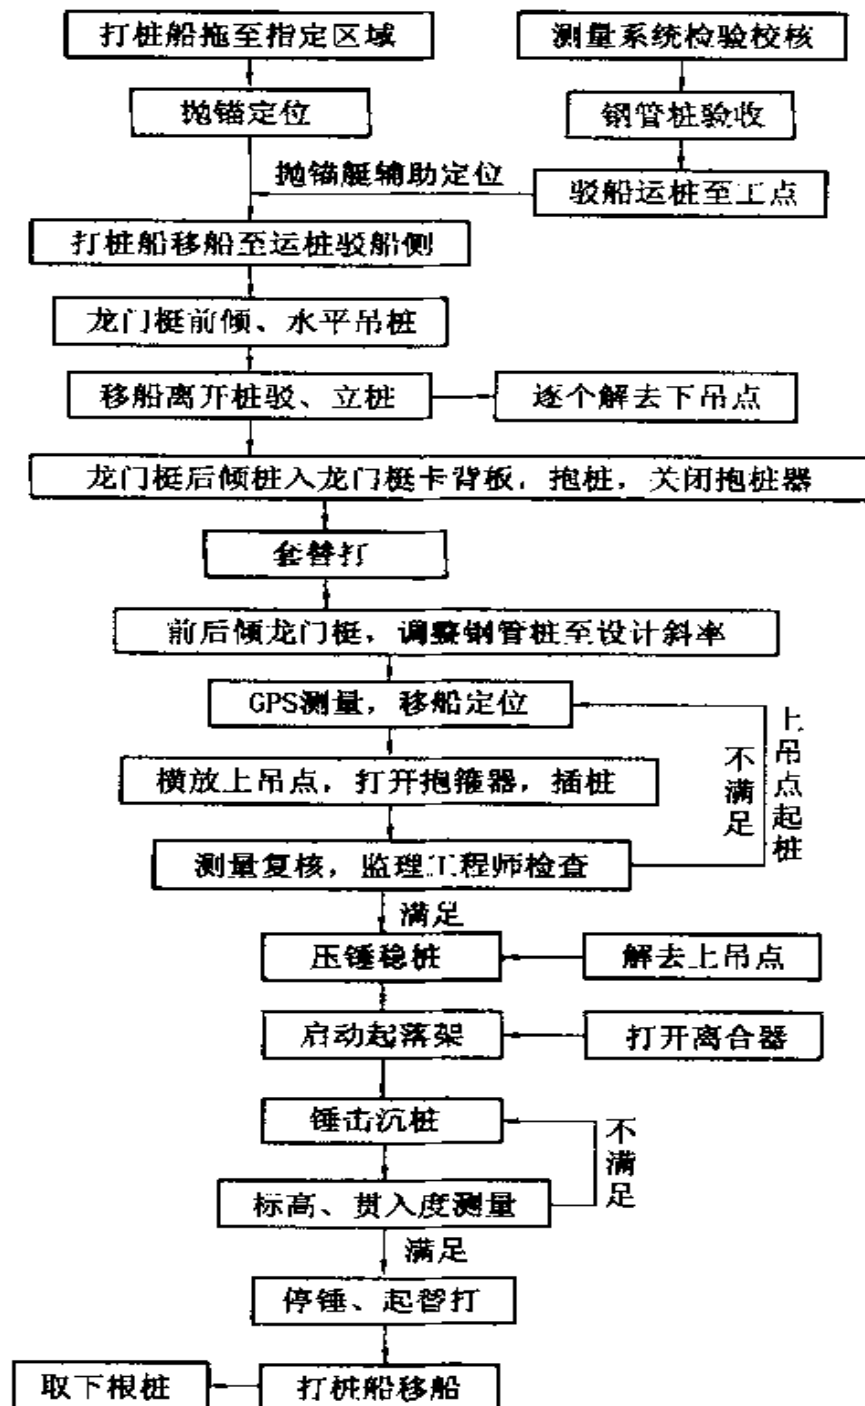 打桩船拖至指定区域
测量系统检验校核
抛锚定位
钢管桩验收
抛锚艇辅助定位
驳船运桩至工点
打桩船移船至运桩驳船侧
龙门梃前倾、水平吊桩
移船离开桩驳、立桩
逐个解去下吊点
龙门梃后倾桩入龙门梃卡背板，抱桩，关闭抱桩器
套替打
前后倾龙门梃，调整钢管桩至设计斜率
GPS测量，移船定位
上吊点起桩
不满足
横放上吊点，打开抱箍器，插桩
测量复核，监理工程师检查
满足
压锤稳桩
解去上吊点
启动起落架
打开离合器
锤击沉桩
不满足
标高、贯入度测量
满足
停锤、起替打
取下根桩
打桩船移船